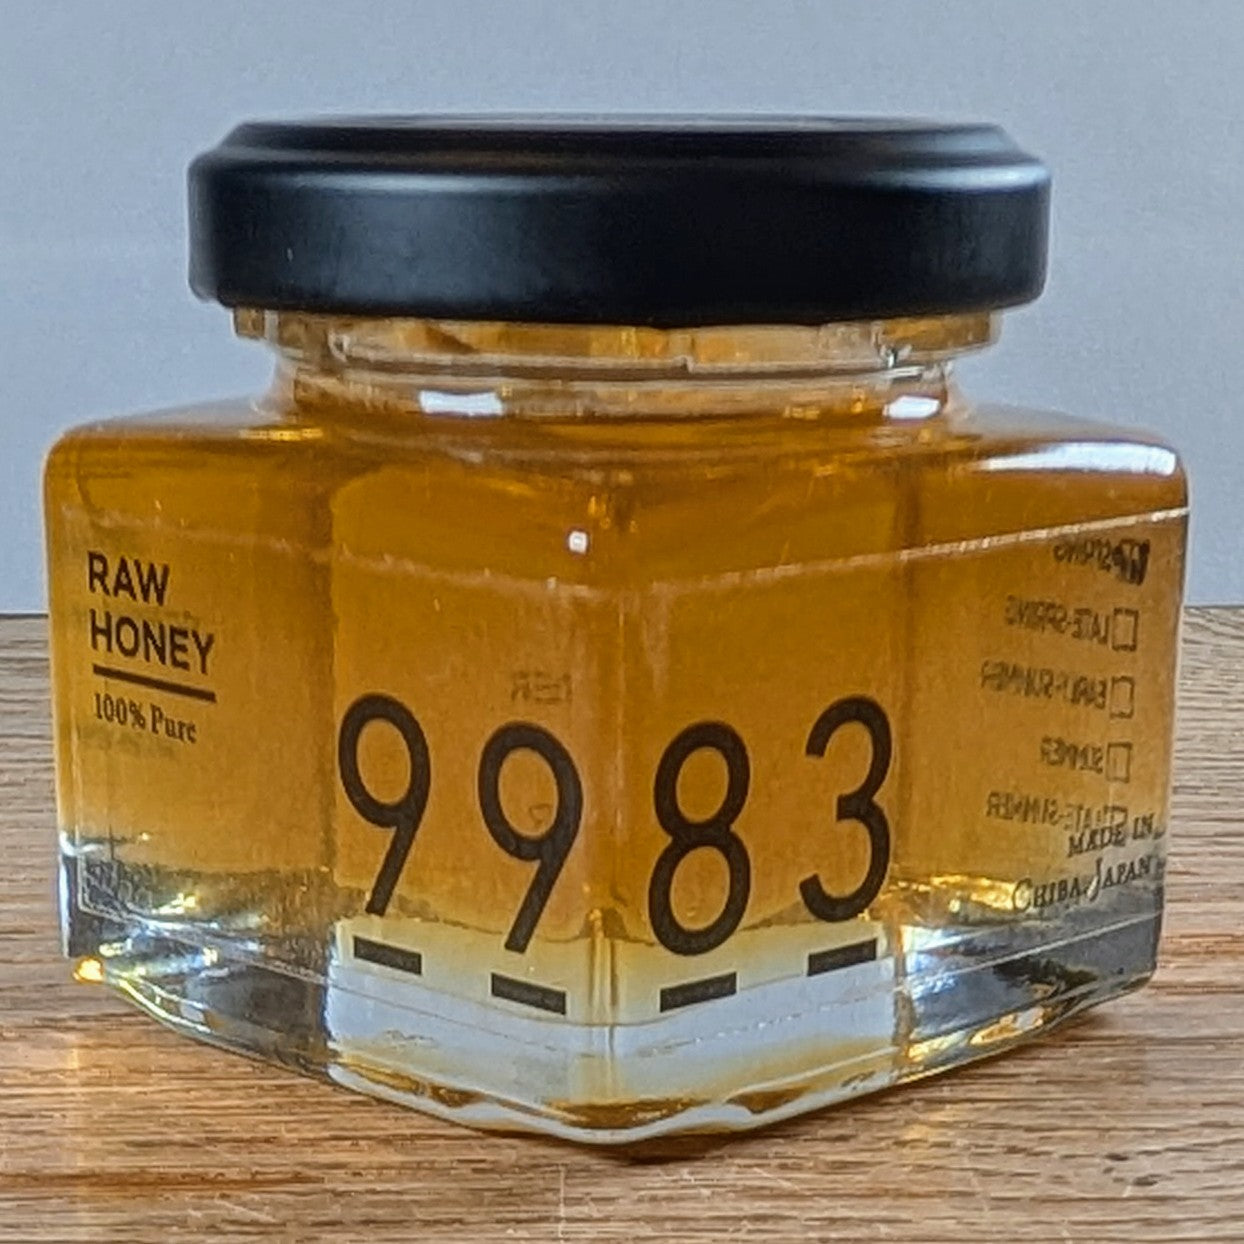 RAW
HONEY
100% Pure
9983
SPRING
LATE-SPRING
EARLY-SUMMER
SUMMER
LATE-SUMMER
MADE IN
CHIBA JAPAN